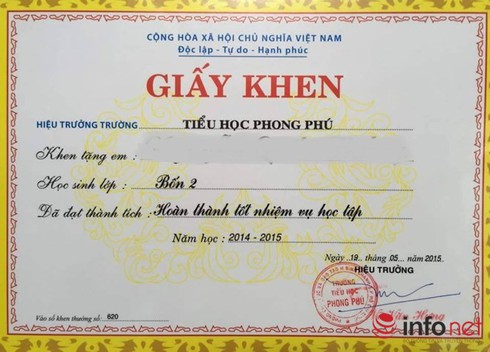 CỘNG HÒA XÃ HỘI CHỦ NGHĨA VIỆT NAM
Độc lập - Tự do - Hạnh phúc
GIẤY KHEN
HIỆU TRƯỞNG TRƯỜNG TIỂU HỌC PHONG PHÚ
Khen tặng em :
Học sinh lớp : Bốn 2
Đã đạt thành tích : Hoàn thành tốt nhiệm vụ học tập
Năm học : 2014 - 2015
Ngày 19 tháng 05 năm 2015
HIỆU TRƯỞNG
TRƯỜNG
TIỂU HỌC
PHONG PHÚ
Vào sổ khen thưởng số: 620
infonet